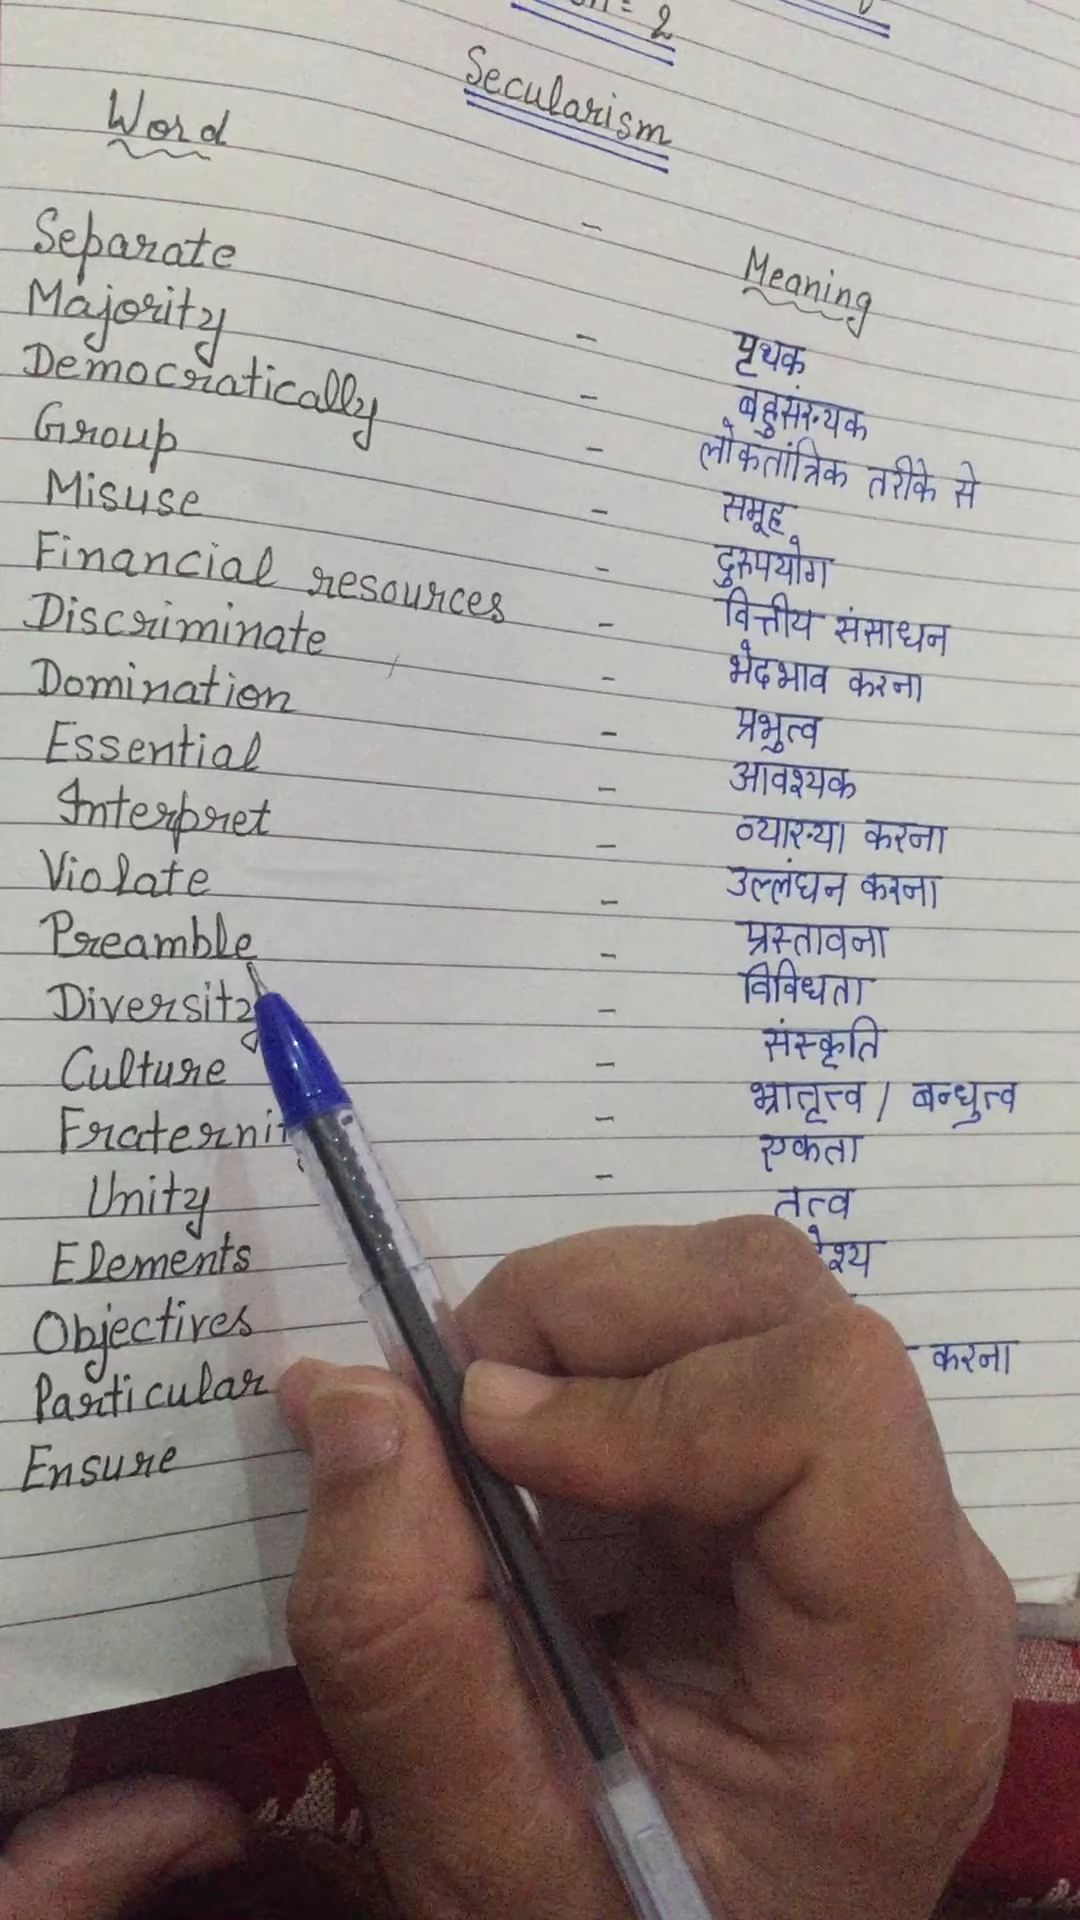 = 2
Secularism
Word - Meaning
Separate - पृथक
Majority - बहुसंख्यक
Democratically - लोकतांत्रिक तरीके से
Group - समूह
Misuse - दुरुपयोग
Financial resources - वित्तीय संसाधन
Discriminate - भेदभाव करना
Domination - प्रभुत्व
Essential - आवश्यक
Interpret - व्याख्या करना
Violate - उल्लंघन करना
Preamble - प्रस्तावना
Diversity - विविधता
Culture - संस्कृति
Fraterni - भ्रातृत्व / बन्धुत्व
Unity - एकता
Elements तत्व
Objectives
Particular
Ensure करना